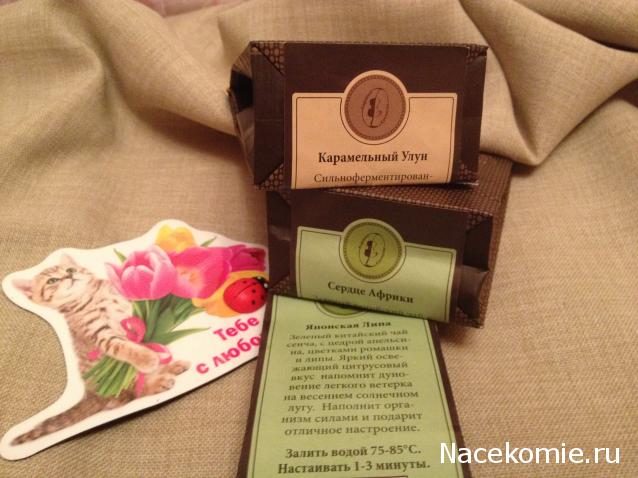 Карамельный Улун
Сильноферментирован-
Сердце Африки
Тебе
с любо
Японская Липа
Зеленый китайский чай
сенча, с цедрой апельси-
на, цветками ромашки
и липы. Яркий осве-
жающий цитрусовый
вкус напомнит дуно-
вение легкого ветерка
на весеннем солнечном
лугу. Наполнит орга-
низм силами и подарит
отличное настроение.
Залить водой 75-85°С.
Настаивать 1-3 минуты.
Nacekomie.ru